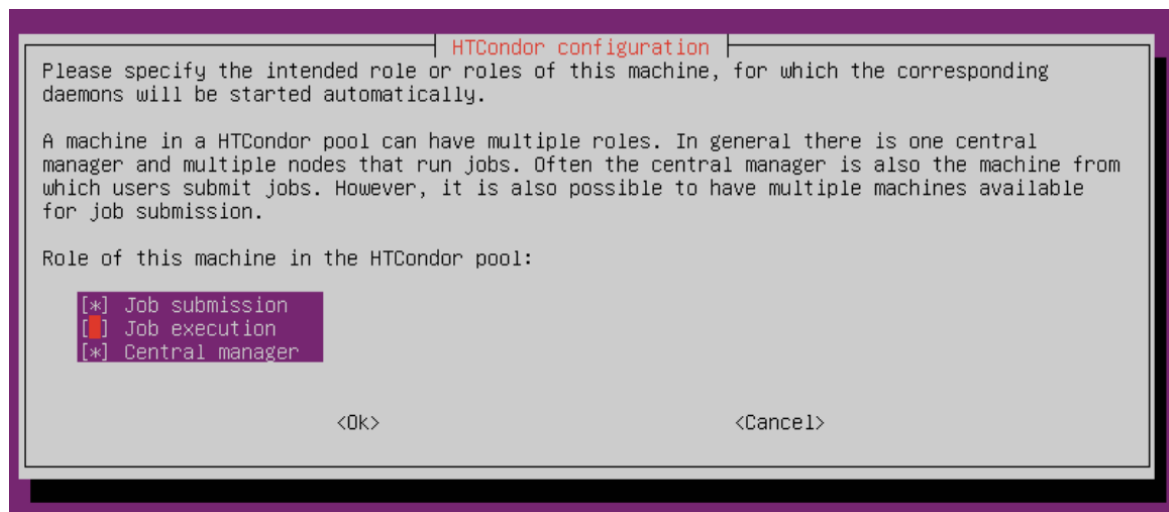 HTCondor configuration
Please specify the intended role or roles of this machine, for which the corresponding
daemons will be started automatically.
A machine in a HTCondor pool can have multiple roles. In general there is one central
manager and multiple nodes that run jobs. Often the central manager is also the machine from
which users submit jobs. However, it is also possible to have multiple machines available
for job submission.
Role of this machine in the HTCondor pool:
[*] Job submission
[ ] Job execution
[*] Central manager
<Ok> <Cancel>